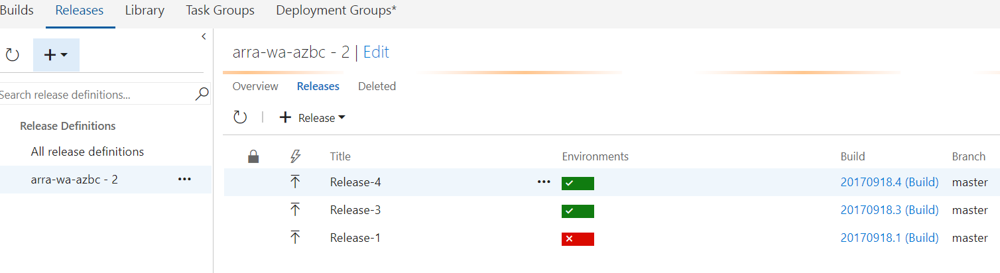 Builds Releases Library Task Groups Deployment Groups*
arra-wa-azbc - 2 | Edit
Overview Releases Deleted
Search release definitions...
Release
Release Definitions
All release definitions
arra-wa-azbc - 2
Title Environments Build Branch
Release-4 20170918.4 (Build) master
Release-3 20170918.3 (Build) master
Release-1 20170918.1 (Build) master